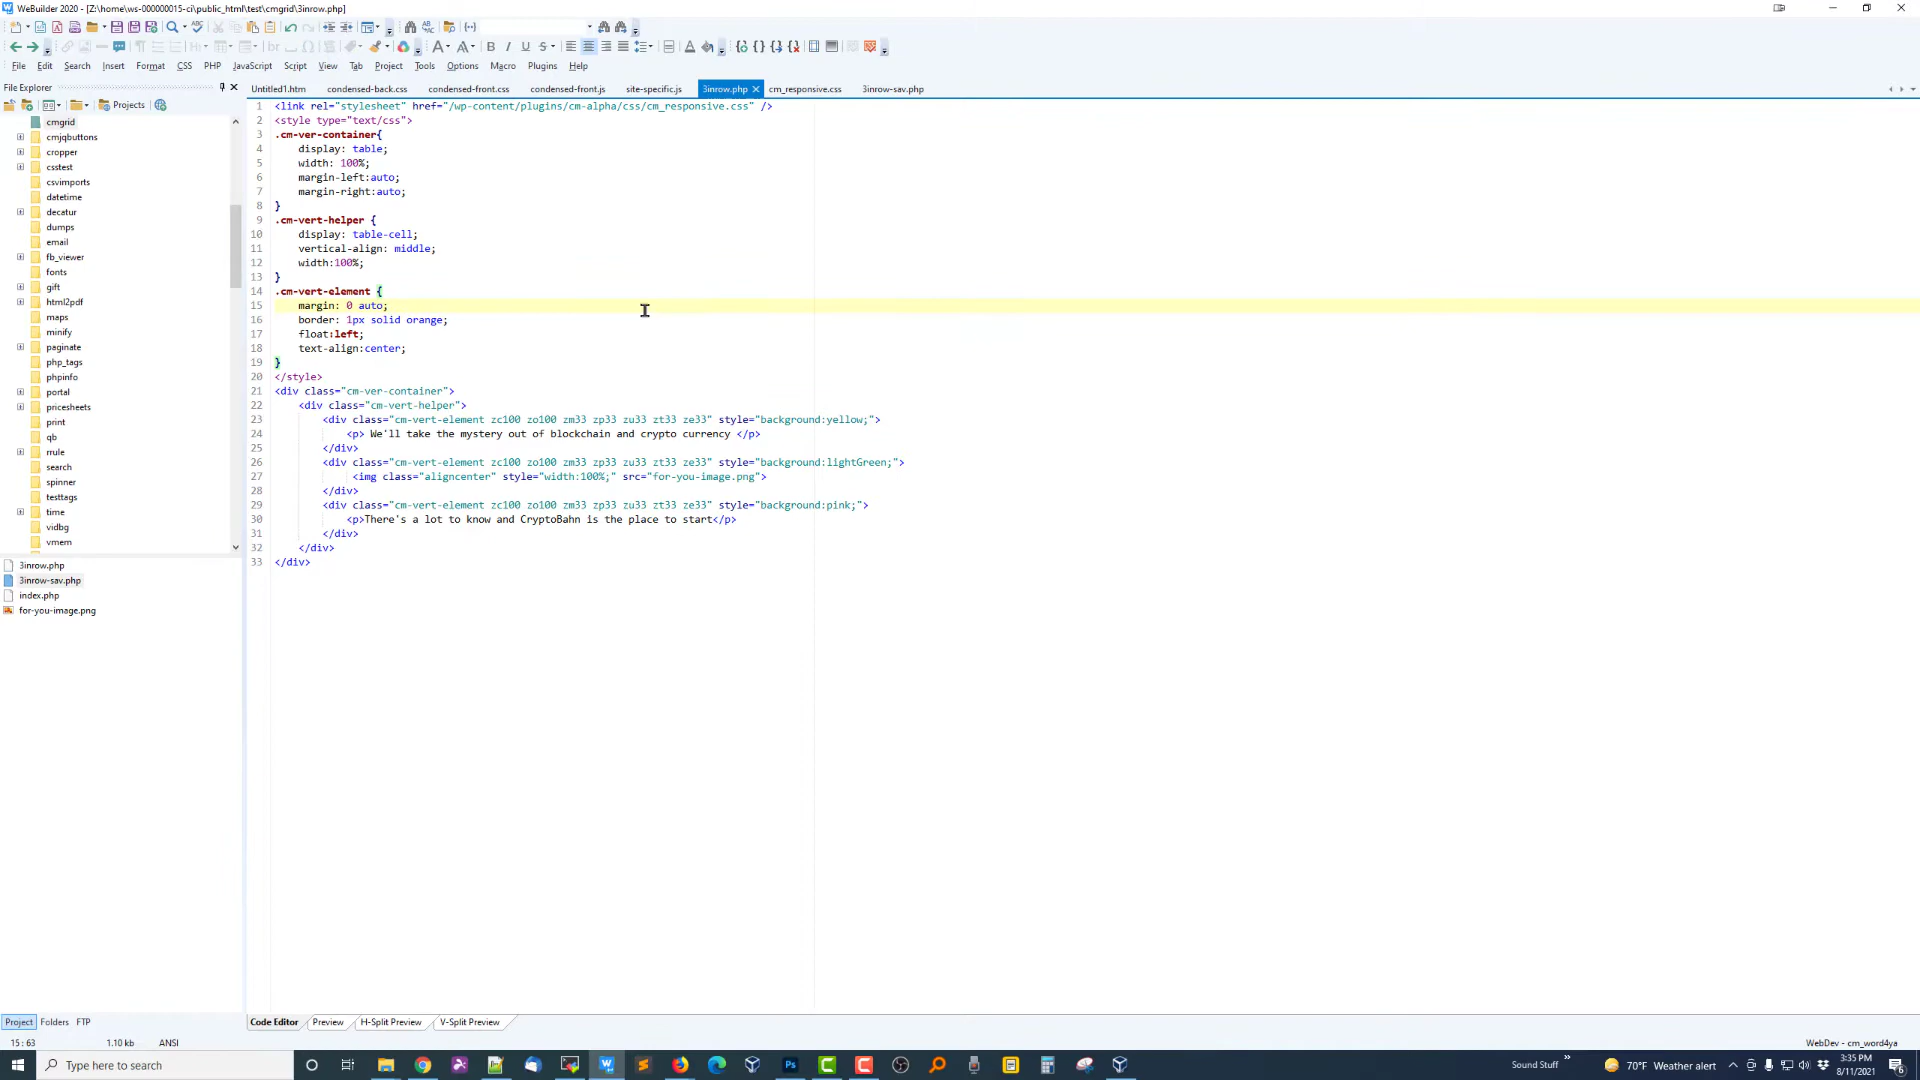 WeBuilder 2020 - [Z:\home\ws-000000015-ci\public_html\test\cmgrid\3inrow.php]
File Edit Search Insert Format CSS PHP JavaScript Script View Tab Project Tools Options Macro Plugins Help
File Explorer
Untitled1.htm condensed-back.css condensed-front.css condensed-front.js site-specific.js 3inrow.php cm_responsive.css 3inrow-sav.php
Projects
cmgrid
cmjqbuttons
cropper
csstest
csvimports
datetime
decatur
dumps
email
fb_viewer
fonts
gift
html2pdf
maps
minify
paginate
php_tags
phpinfo
portal
pricesheets
print
qb
rrule
search
spinner
testtags
time
vidbg
vmem
3inrow.php
3inrow-sav.php
index.php
for-you-image.png
1 <link rel="stylesheet" href="/wp-content/plugins/cm-alpha/css/cm_responsive.css" />
2 <style type="text/css">
3 .cm-ver-container{
4 display: table;
5 width: 100%;
6 margin-left:auto;
7 margin-right:auto;
8 }
9 .cm-vert-helper {
10 display: table-cell;
11 vertical-align: middle;
12 width:100%;
13 }
14 .cm-vert-element {
15 margin: 0 auto;
16 border: 1px solid orange;
17 float:left;
18 text-align:center;
19 }
20 </style>
21 <div class="cm-ver-container">
22 <div class="cm-vert-helper">
23 <div class="cm-vert-element zc100 zo100 zm33 zp33 zu33 zt33 ze33" style="background:yellow;">
24 <p> We'll take the mystery out of blockchain and crypto currency </p>
25 </div>
26 <div class="cm-vert-element zc100 zo100 zm33 zp33 zu33 zt33 ze33" style="background:lightGreen;">
27 <img class="aligncenter" style="width:100%;" src="for-you-image.png">
28 </div>
29 <div class="cm-vert-element zc100 zo100 zm33 zp33 zu33 zt33 ze33" style="background:pink;">
30 <p>There's a lot to know and CryptoBahn is the place to start</p>
31 </div>
32 </div>
33 </div>
Project Folders FTP
Code Editor Preview H-Split Preview V-Split Preview
15: 63 1.10 kb ANSI
WebDev - cm_word4ya
Type here to search
Sound Stuff
70°F Weather alert
3:35 PM
8/11/2021